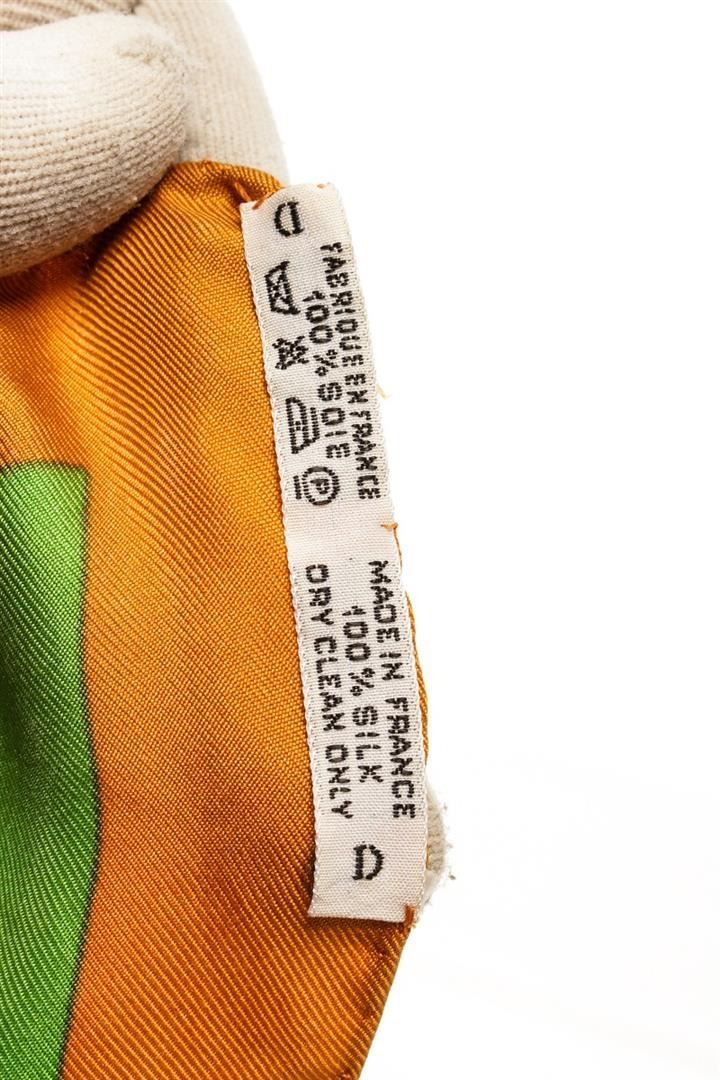 D
FABRIQUE EN FRANCE
100% SOIE
P
MADE IN FRANCE
100% SILK
DRY CLEAN ONLY
D